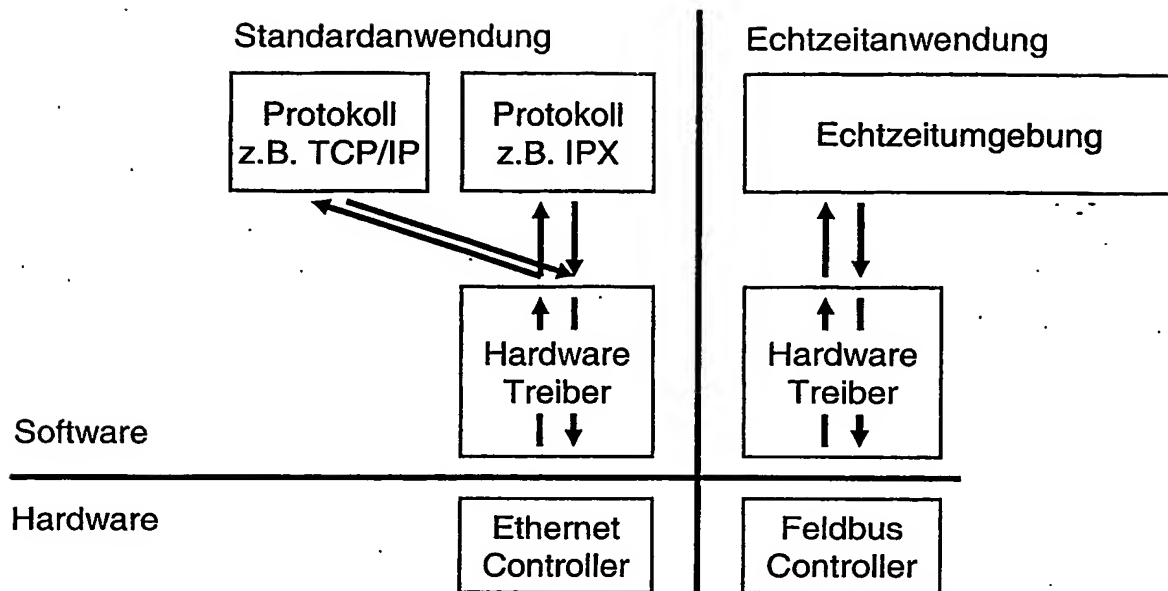 Standardanwendung
Echtzeitanwendung
Protokoll
z.B. TCP/IP
Protokoll
z.B. IPX
Echtzeitumgebung
Hardware
Treiber
Hardware
Treiber
Software
Hardware
Ethernet
Controller
Feldbus
Controller